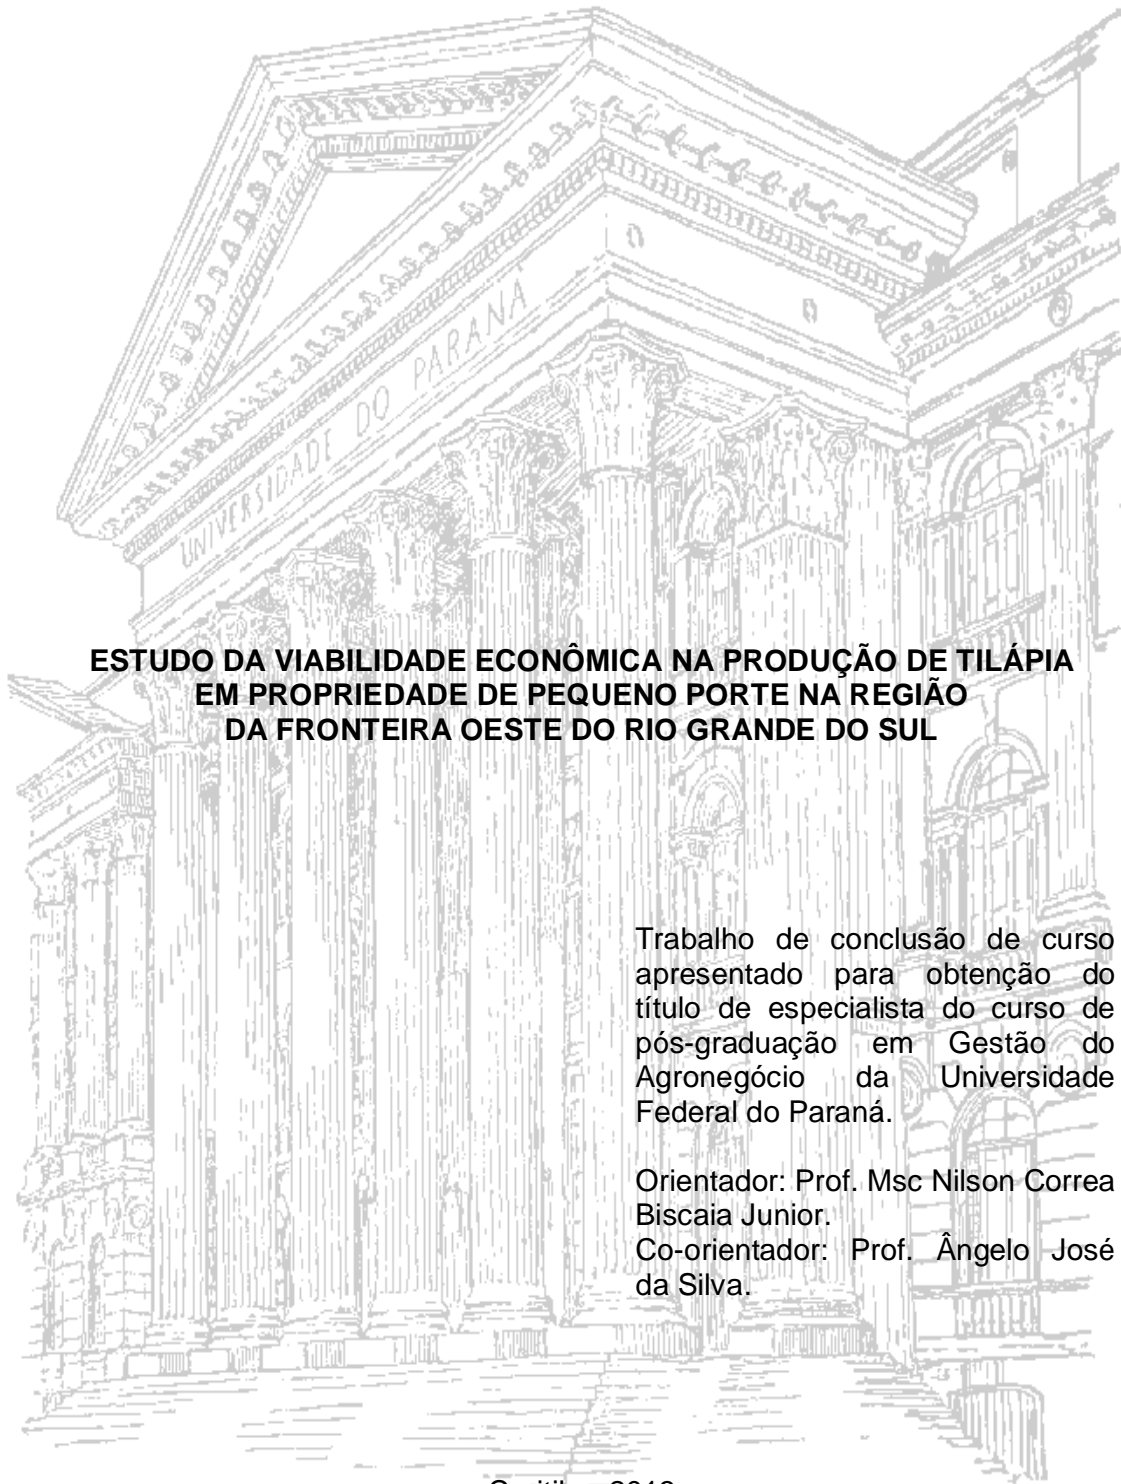 UNIVERSIDADE DO PARANÁ
ESTUDO DA VIABILIDADE ECONÔMICA NA PRODUÇÃO DE TILÁPIA
EM PROPRIEDADE DE PEQUENO PORTE NA REGIÃO
DA FRONTEIRA OESTE DO RIO GRANDE DO SUL
Trabalho de conclusão de curso
apresentado para obtenção do
título de especialista do curso de
pós-graduação em Gestão do
Agronegócio da Universidade
Federal do Paraná.
Orientador: Prof. Msc Nilson Correa
Biscaia Junior.
Co-orientador: Prof. Ângelo José
da Silva.